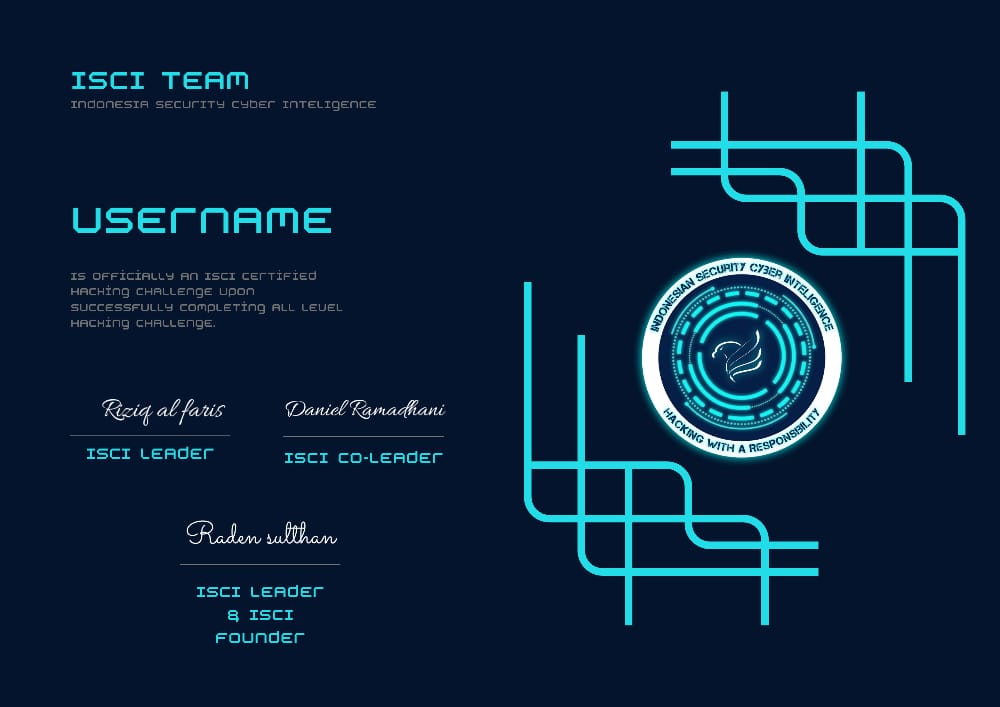 ISCI TEAM
INDONESIA SECURITY CYBER INTELIGENCE
USERNAME
IS OFFICIALLY AN ISCI CERTIFIED
HACKING CHALLENGE UPON
SUCCESSFULLY COMPLETING ALL LEVEL
HACKING CHALLENGE.
INDONESIAN SECURITY CYBER INTELIGENCE
HACKING WITH A RESPONSIBILITY
Riziq al faris
ISCI LEADER
Daniel Ramadhani
ISCI CO-LEADER
Raden sulthan
ISCI LEADER
& ISCI
FOUNDER